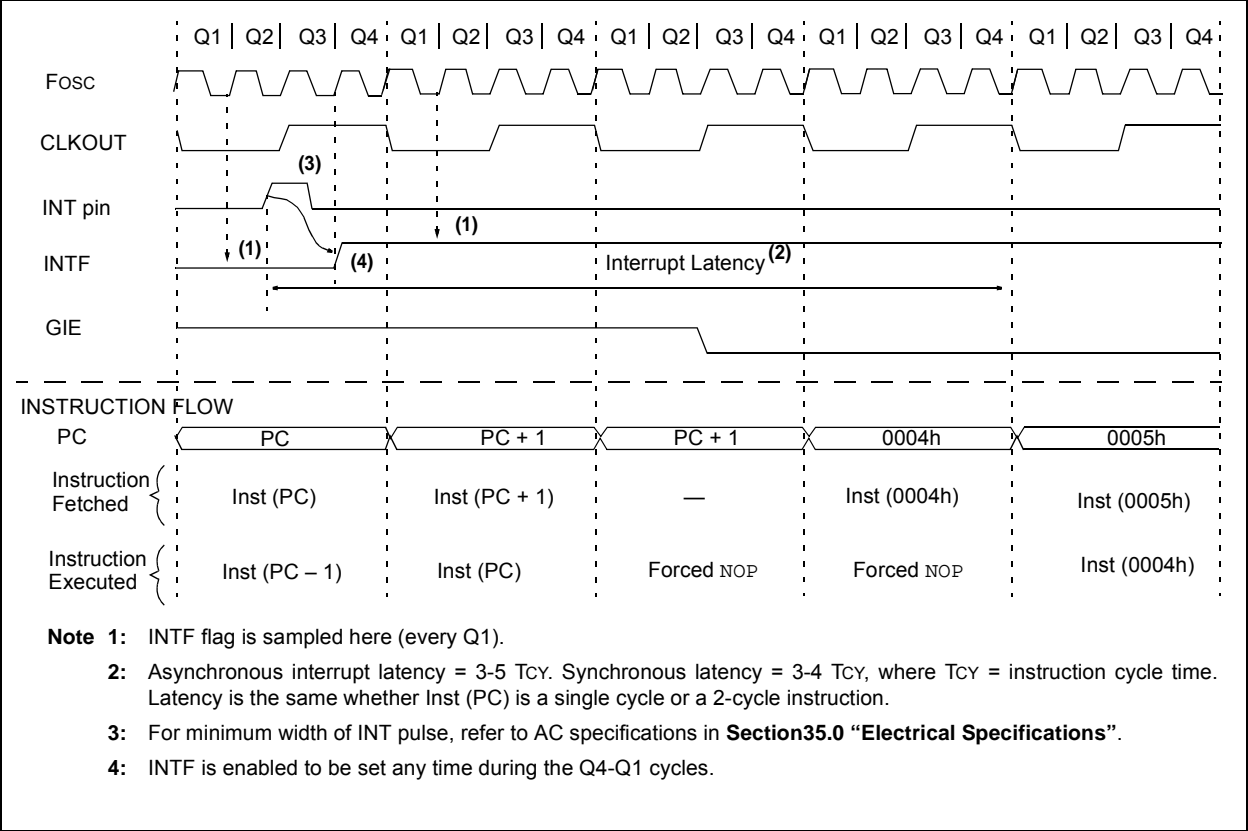 Q1 Q2 Q3 Q4 Q1 Q2 Q3 Q4 Q1 Q2 Q3 Q4 Q1 Q2 Q3 Q4 Q1 Q2 Q3 Q4
FOSC
CLKOUT
(3)
INT pin
(1) (1)
INTF (4) Interrupt Latency (2)
GIE
INSTRUCTION FLOW
PC PC PC + 1 PC + 1 0004h 0005h
Instruction
Fetched Inst (PC) Inst (PC + 1) — Inst (0004h) Inst (0005h)
Instruction
Executed Inst (PC – 1) Inst (PC) Forced NOP Forced NOP Inst (0004h)
Note 1: INTF flag is sampled here (every Q1).
2: Asynchronous interrupt latency = 3-5 TCY. Synchronous latency = 3-4 TCY, where TCY = instruction cycle time.
Latency is the same whether Inst (PC) is a single cycle or a 2-cycle instruction.
3: For minimum width of INT pulse, refer to AC specifications in Section35.0 “Electrical Specifications”.
4: INTF is enabled to be set any time during the Q4-Q1 cycles.